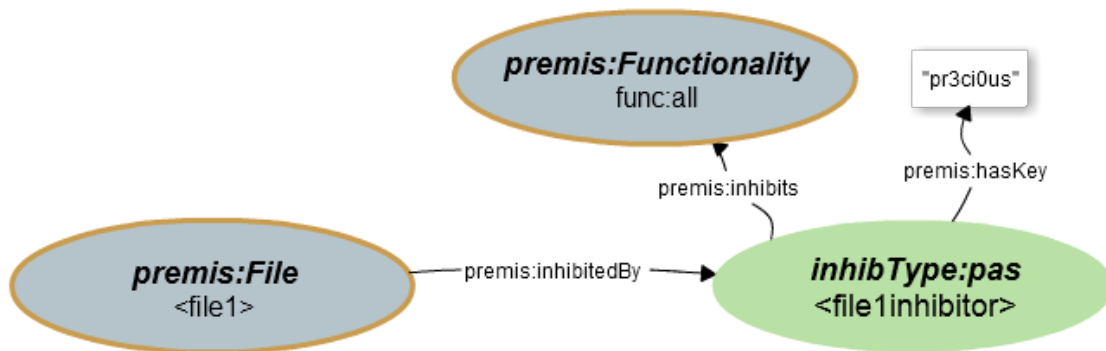 premis:Functionality
func:all
"pr3ci0us"
premis:inhibits
premis:hasKey
premis:File
<file1>
premis:inhibitedBy
inhibType:pas
<file1inhibitor>